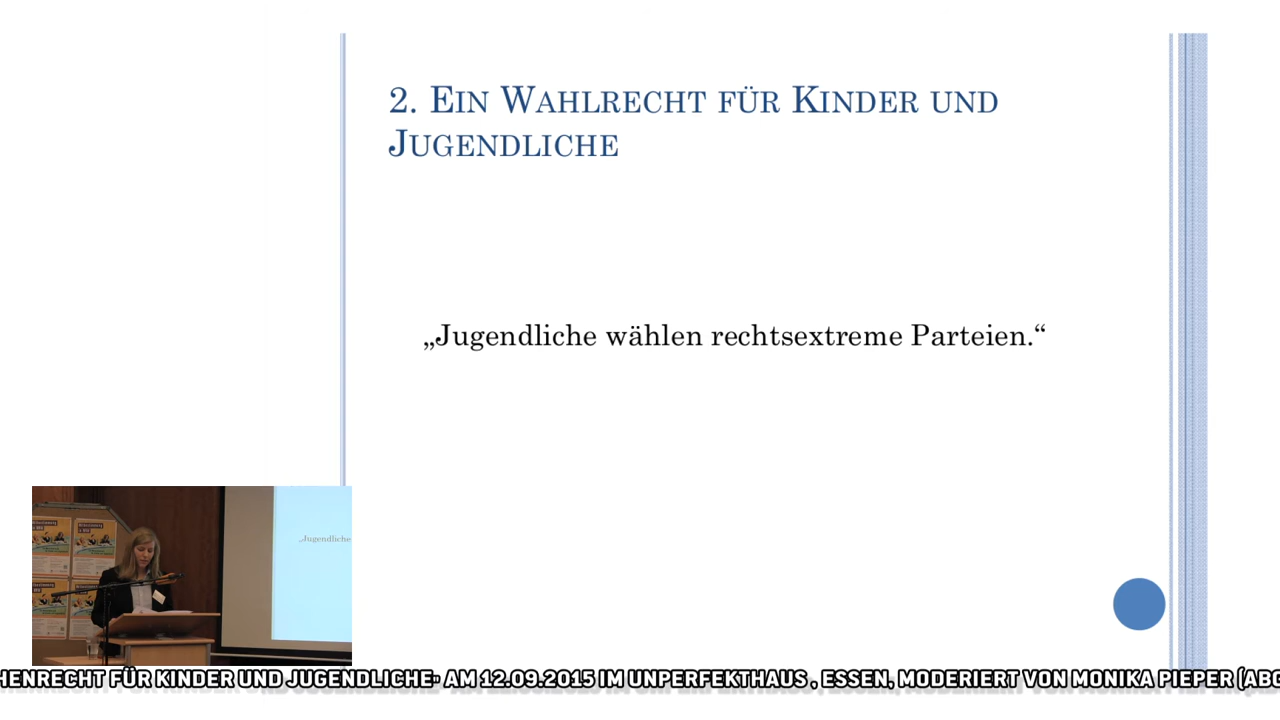 2. EIN WAHLRECHT FÜR KINDER UND
JUGENDLICHE
„Jugendliche wählen rechtsextreme Parteien.“
„Jugendliche
HENRECHT FÜR KINDER UND JUGENDLICHE" AM 12.09.2015 IM UNPERFEKTHAUS , ESSEN, MODERIERT VON MONIKA PIEPER (ABG